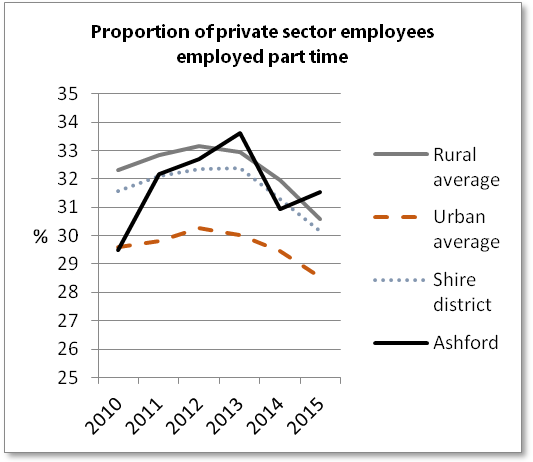 Proportion of private sector employees
employed part time
35
34
33
32
31
30
29
28
27
26
25
%
2010
2011
2012
2013
2014
2015
Rural
average
Urban
average
Shire
district
Ashford